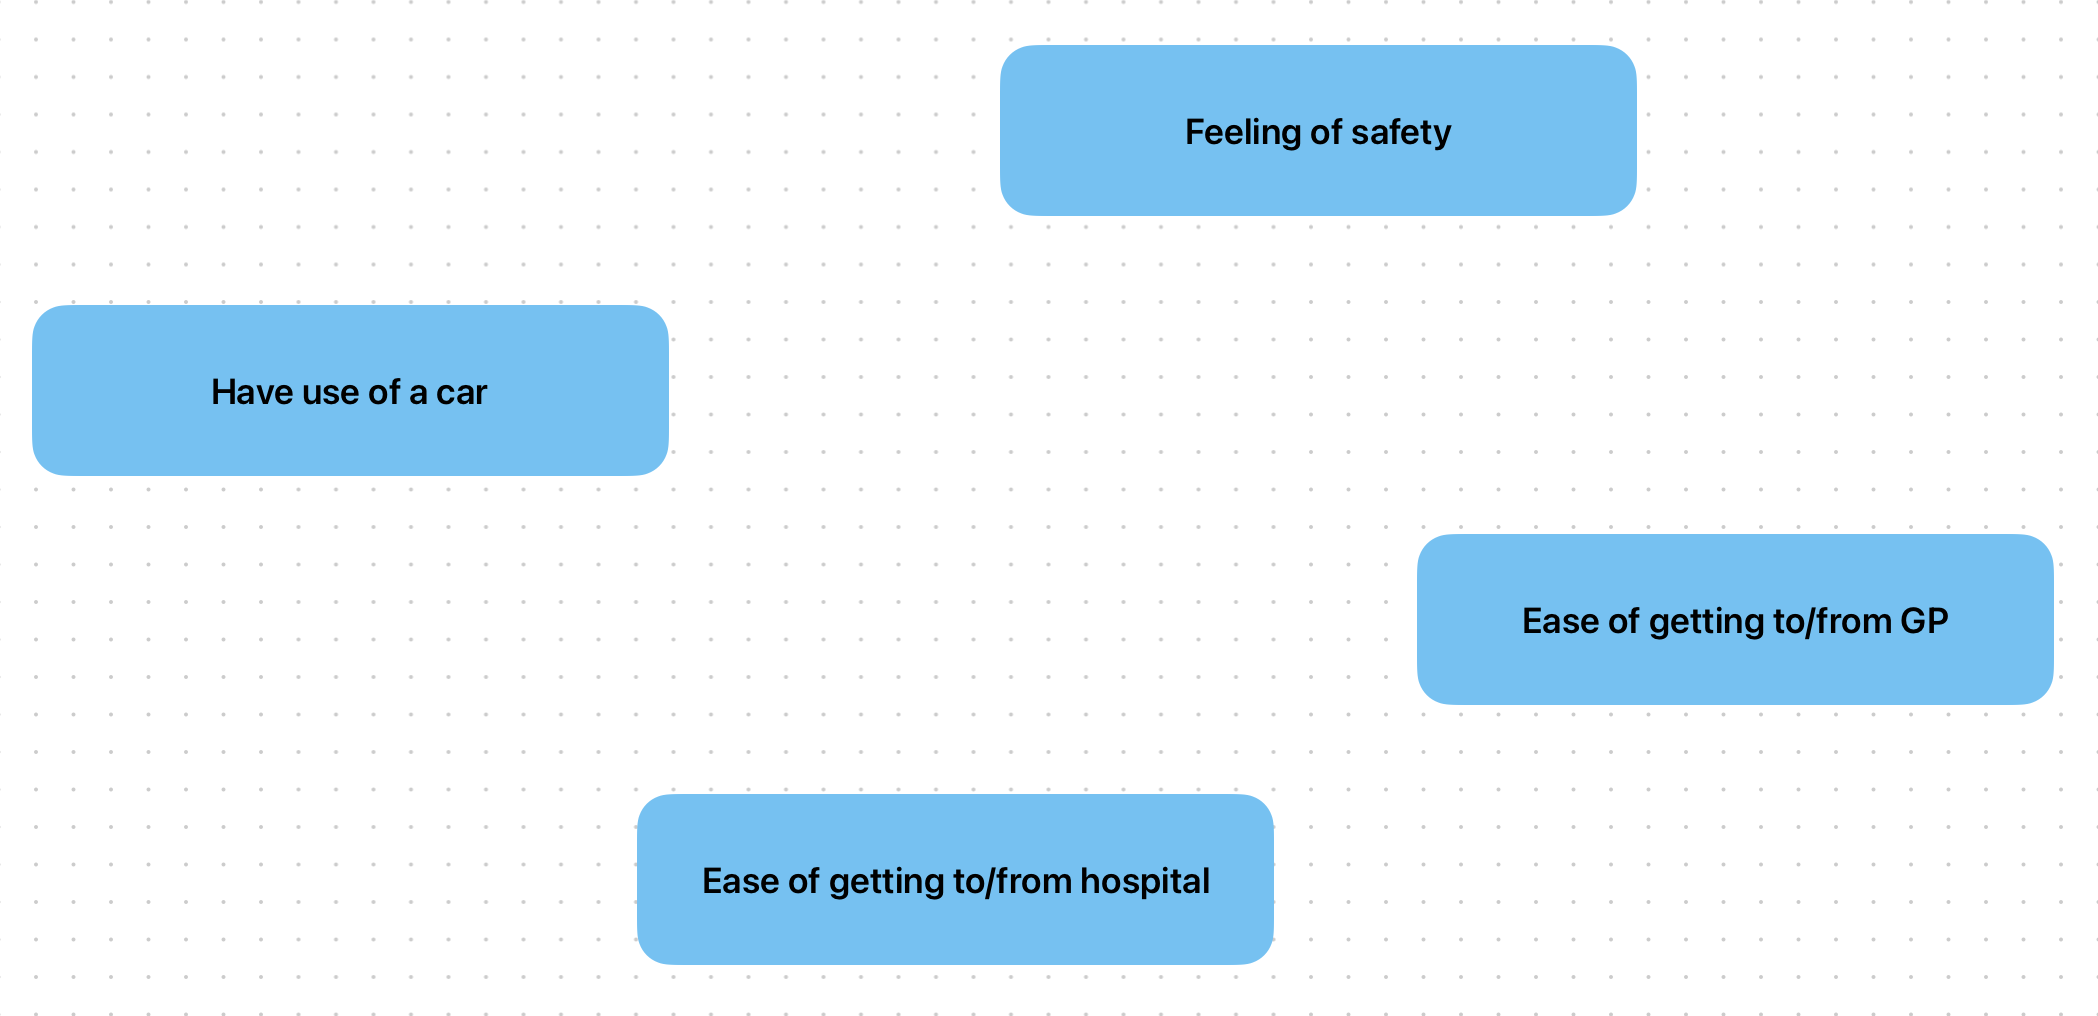 Feeling of safety
Have use of a car
Ease of getting to/from GP
Ease of getting to/from hospital